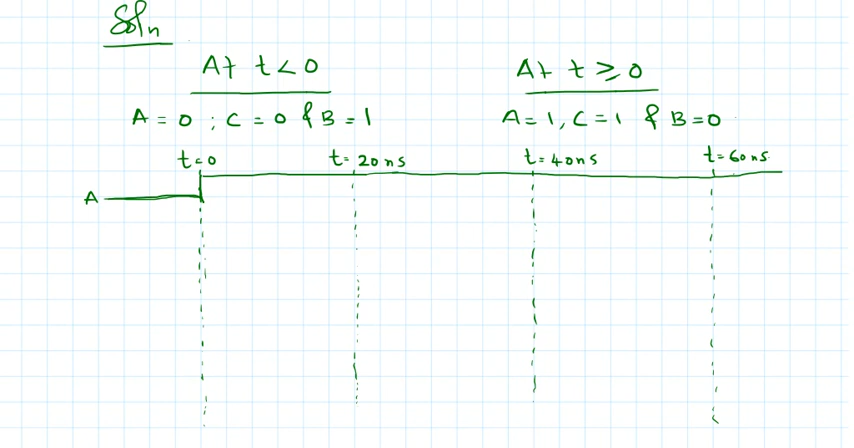 Soln
At t < 0
At t ≥ 0
A = 0 ; C = 0 & B = 1
A = 1, C = 1 & B = 0
t = 0
t = 20ns
t = 40ns
t = 60ns
A